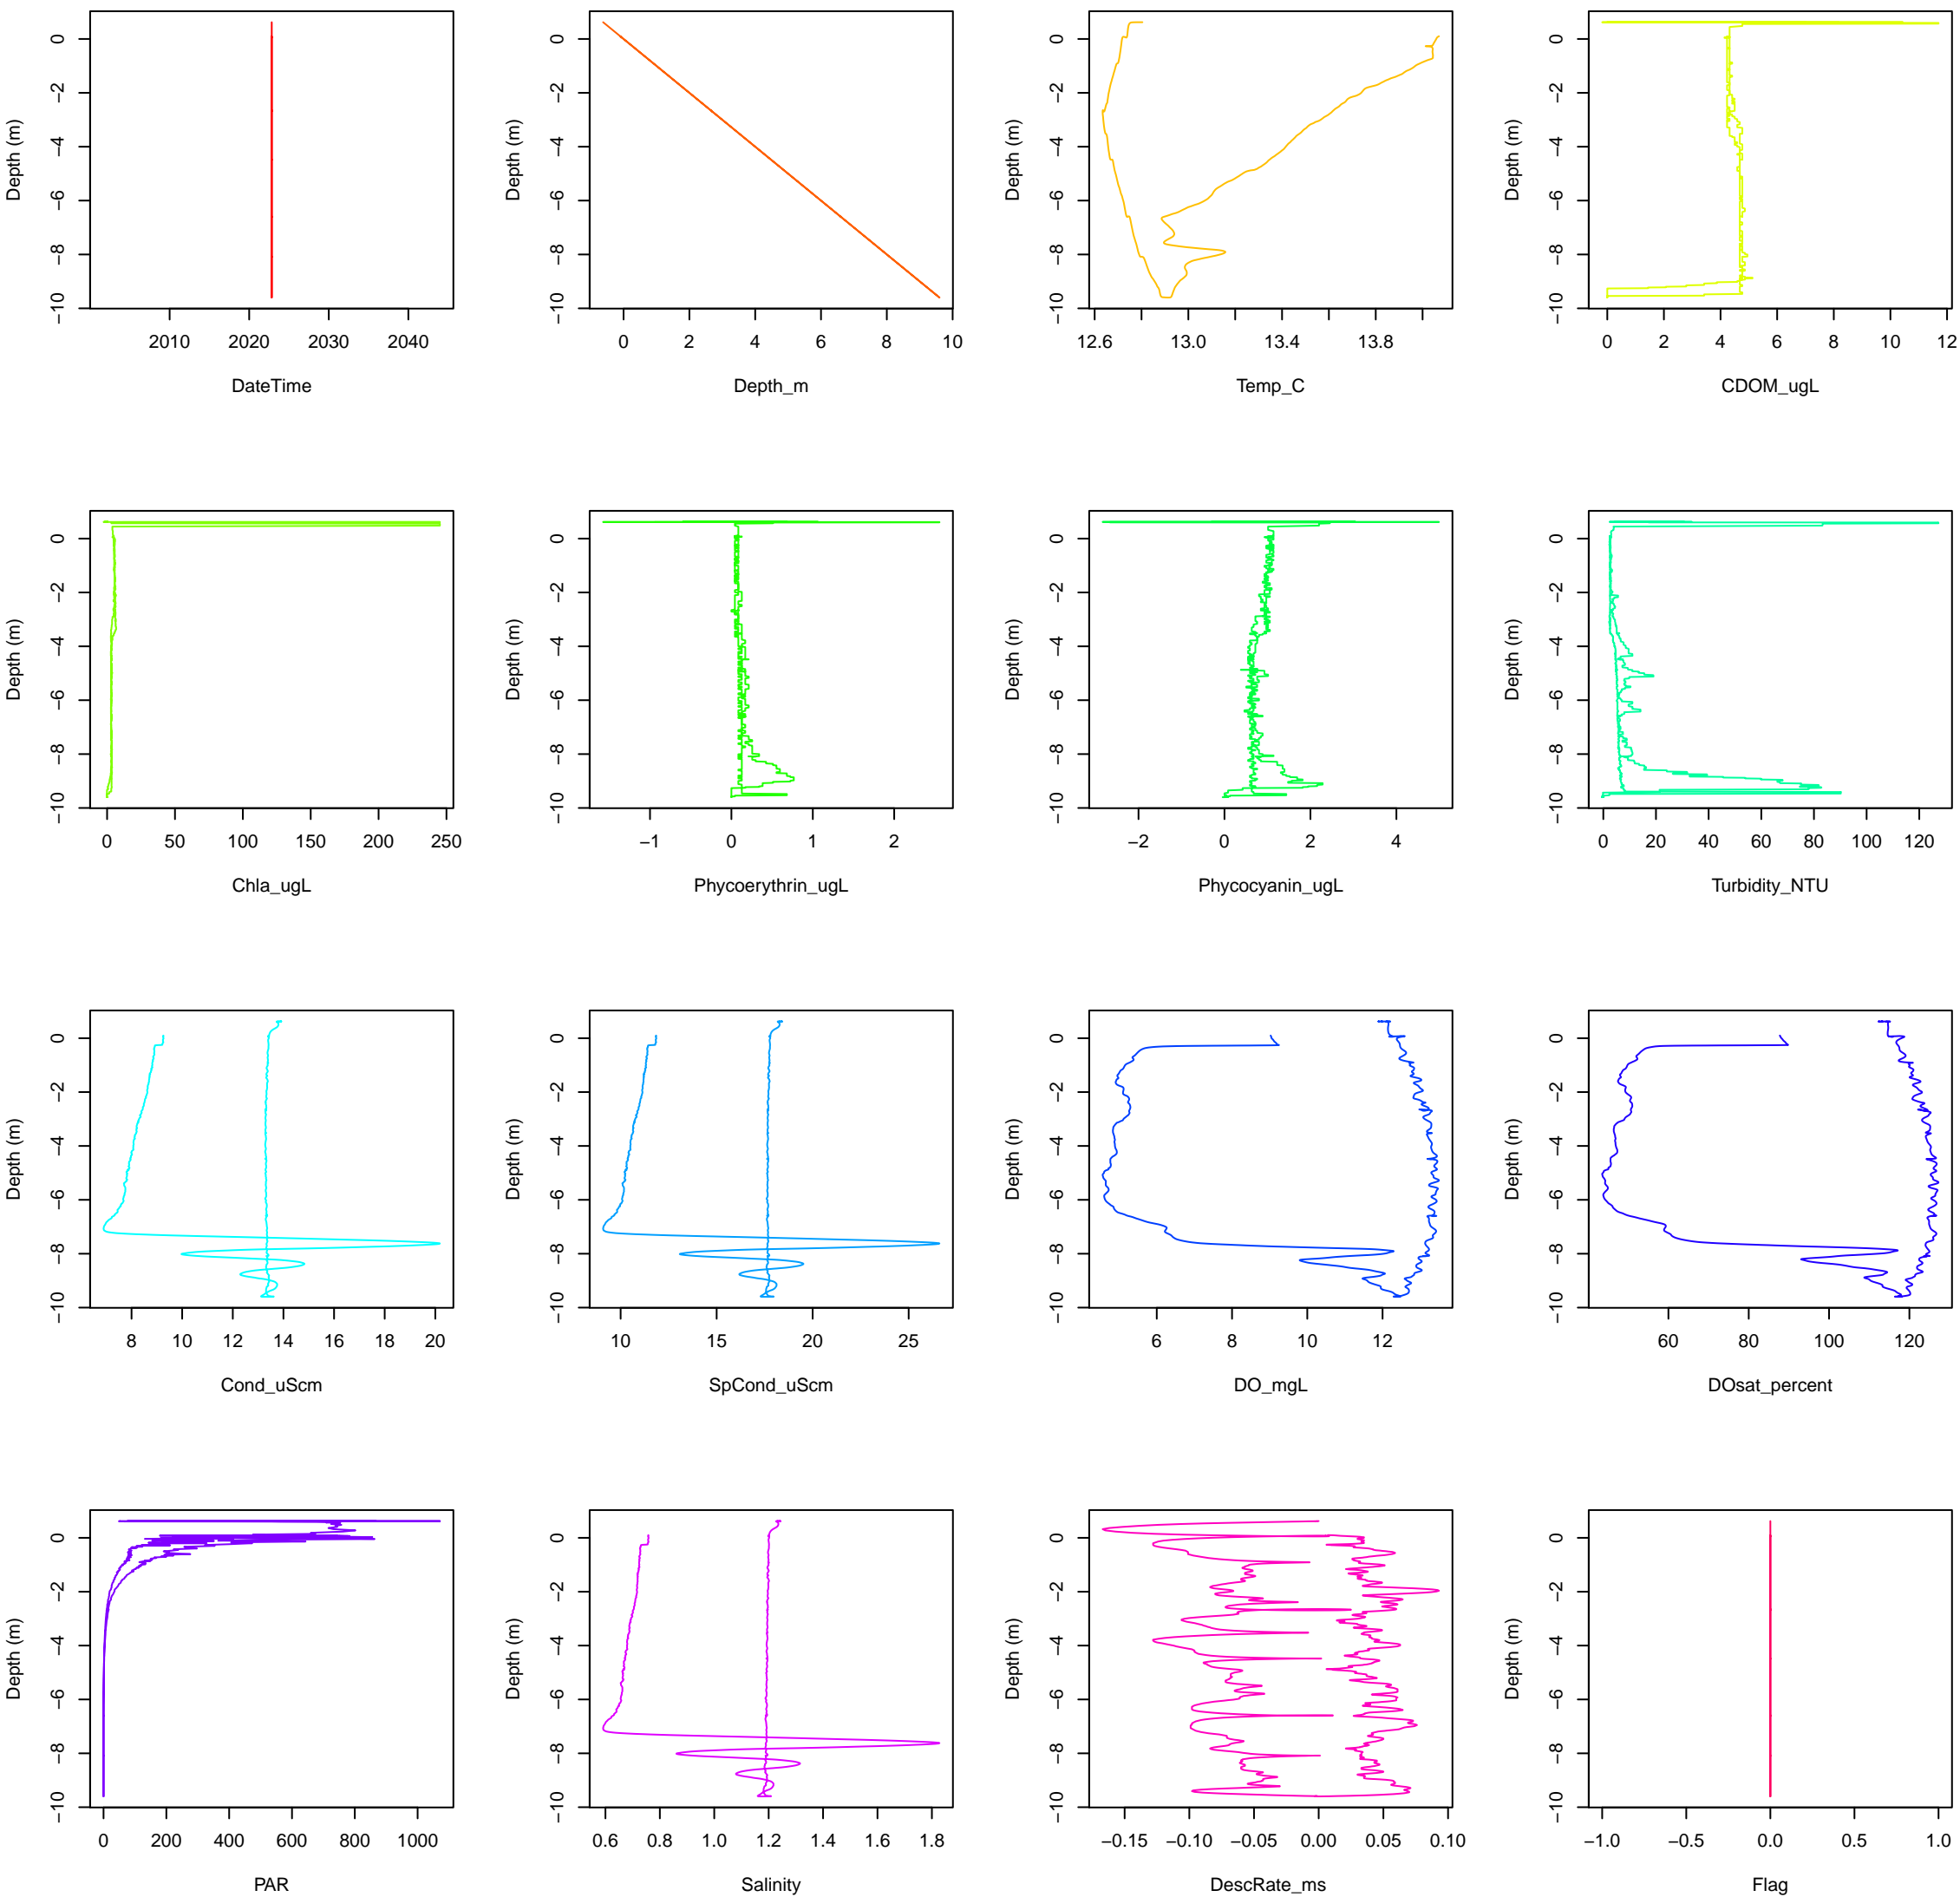 Depth (m)
0
−2
−4
−6
−8
−10
2010 2020 2030 2040
DateTime
Depth (m)
0
−2
−4
−6
−8
−10
0 2 4 6 8 10
Depth_m
Depth (m)
0
−2
−4
−6
−8
−10
12.6 13.0 13.4 13.8
Temp_C
Depth (m)
0
−2
−4
−6
−8
−10
0 2 4 6 8 10 12
CDOM_ugL
Depth (m)
0
−2
−4
−6
−8
−10
0 50 100 150 200 250
Chla_ugL
Depth (m)
0
−2
−4
−6
−8
−10
−1 0 1 2
Phycoerythrin_ugL
Depth (m)
0
−2
−4
−6
−8
−10
−2 0 2 4
Phycocyanin_ugL
Depth (m)
0
−2
−4
−6
−8
−10
0 20 40 60 80 100 120
Turbidity_NTU
Depth (m)
0
−2
−4
−6
−8
−10
8 10 12 14 16 18 20
Cond_uScm
Depth (m)
0
−2
−4
−6
−8
−10
10 15 20 25
SpCond_uScm
Depth (m)
0
−2
−4
−6
−8
−10
6 8 10 12
DO_mgL
Depth (m)
0
−2
−4
−6
−8
−10
60 80 100 120
DOsat_percent
Depth (m)
0
−2
−4
−6
−8
−10
0 200 400 600 800 1000
PAR
Depth (m)
0
−2
−4
−6
−8
−10
0.6 0.8 1.0 1.2 1.4 1.6 1.8
Salinity
Depth (m)
0
−2
−4
−6
−8
−10
−0.15 −0.10 −0.05 0.00 0.05 0.10
DescRate_ms
Depth (m)
0
−2
−4
−6
−8
−10
−1.0 −0.5 0.0 0.5 1.0
Flag